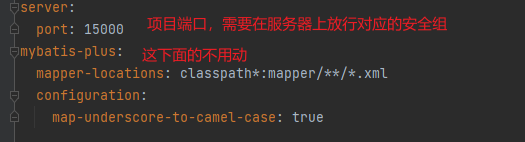 server:
  port: 15000 项目端口，需要在服务器上放行对应的安全组
mybatis-plus: 这下面的不用动
  mapper-locations: classpath*:mapper/**/*.xml
  configuration:
    map-underscore-to-camel-case: true